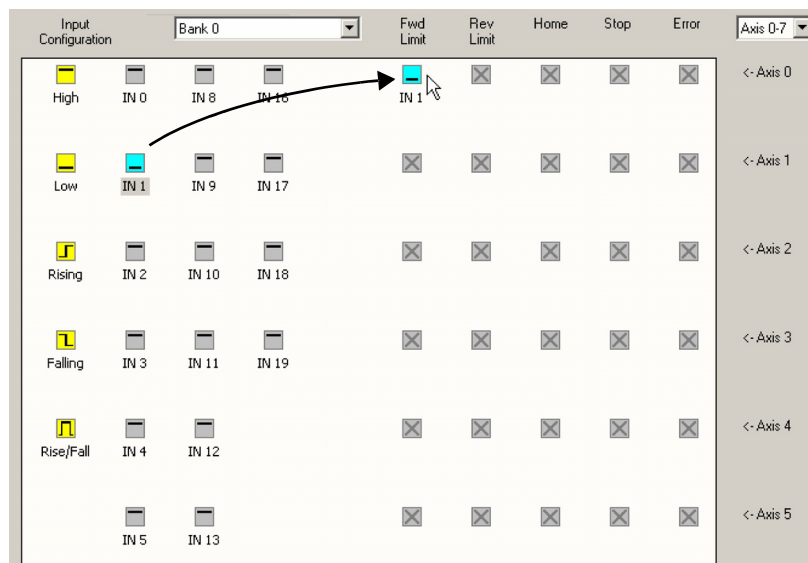 Input
Configuration
Bank 0
Fwd
Limit
Rev
Limit
Home
Stop
Error
Axis 0-7
High
IN 0
IN 8
IN 16
IN 1
<- Axis 0
Low
IN 1
IN 9
IN 17
<- Axis 1
Rising
IN 2
IN 10
IN 18
<- Axis 2
Falling
IN 3
IN 11
IN 19
<- Axis 3
Rise/Fall
IN 4
IN 12
<- Axis 4
IN 5
IN 13
<- Axis 5